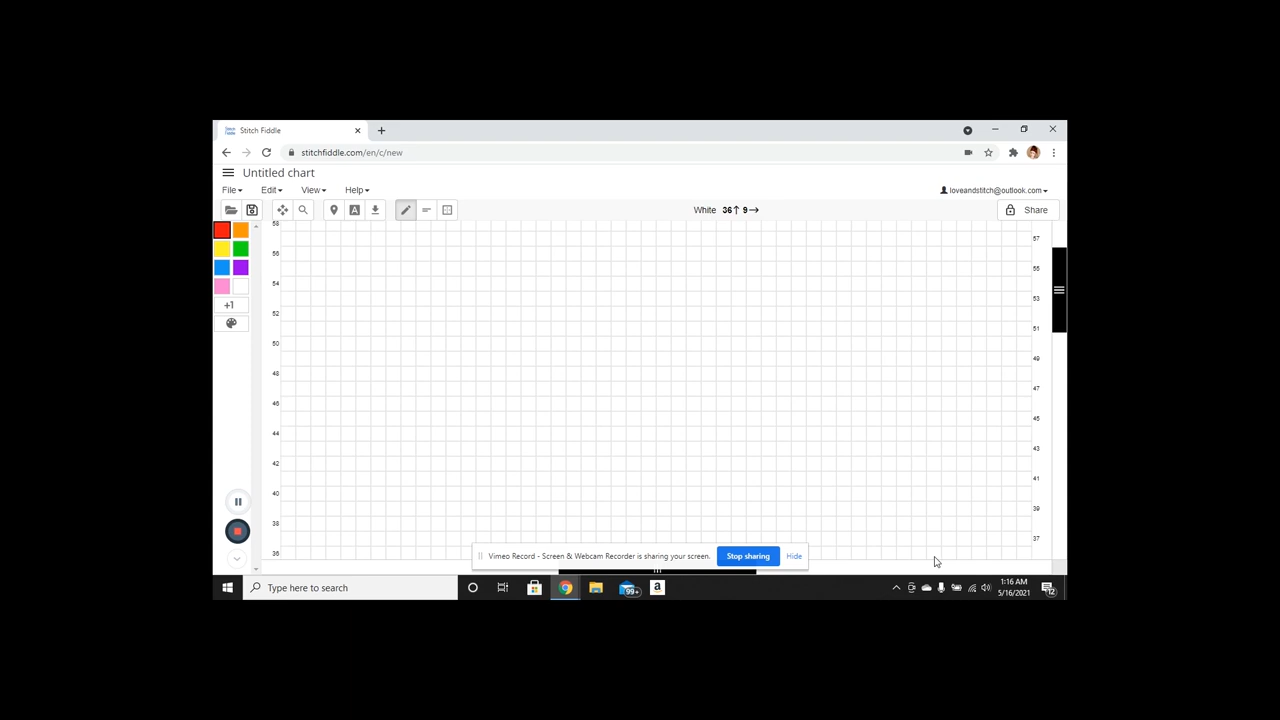 Stitch Fiddle
stitchfiddle.com/en/c/new
Untitled chart
File Edit View Help
loveandstitch@outlook.com
White 36↑ 9→
Share
+1
58
56
54
52
50
48
46
44
42
40
38
36
57
55
53
51
49
47
45
43
41
39
37
Vimeo Record - Screen & Webcam Recorder is sharing your screen. Stop sharing Hide
Type here to search
99+
a
1:16 AM
5/16/2021
12